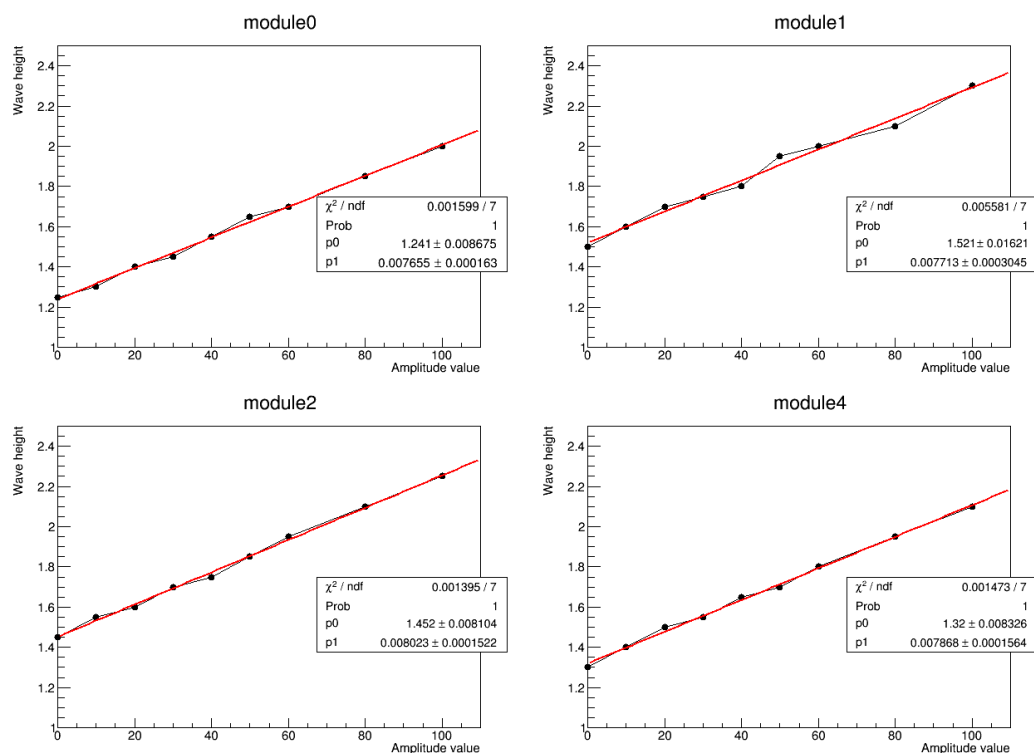 module0
Wave height
2.4
2.2
2
1.8
1.6
1.4
1.2
1
χ² / ndf 0.001599 / 7
Prob 1
p0 1.241 ± 0.008675
p1 0.007655 ± 0.000163
0 20 40 60 80 100
Amplitude value
module1
Wave height
2.4
2.2
2
1.8
1.6
1.4
1.2
1
χ² / ndf 0.005581 / 7
Prob 1
p0 1.521 ± 0.01621
p1 0.007713 ± 0.0003045
0 20 40 60 80 100
Amplitude value
module2
Wave height
2.4
2.2
2
1.8
1.6
1.4
1.2
1
χ² / ndf 0.001395 / 7
Prob 1
p0 1.452 ± 0.008104
p1 0.008023 ± 0.0001522
0 20 40 60 80 100
Amplitude value
module4
Wave height
2.4
2.2
2
1.8
1.6
1.4
1.2
1
χ² / ndf 0.001473 / 7
Prob 1
p0 1.32 ± 0.008326
p1 0.007868 ± 0.0001564
0 20 40 60 80 100
Amplitude value